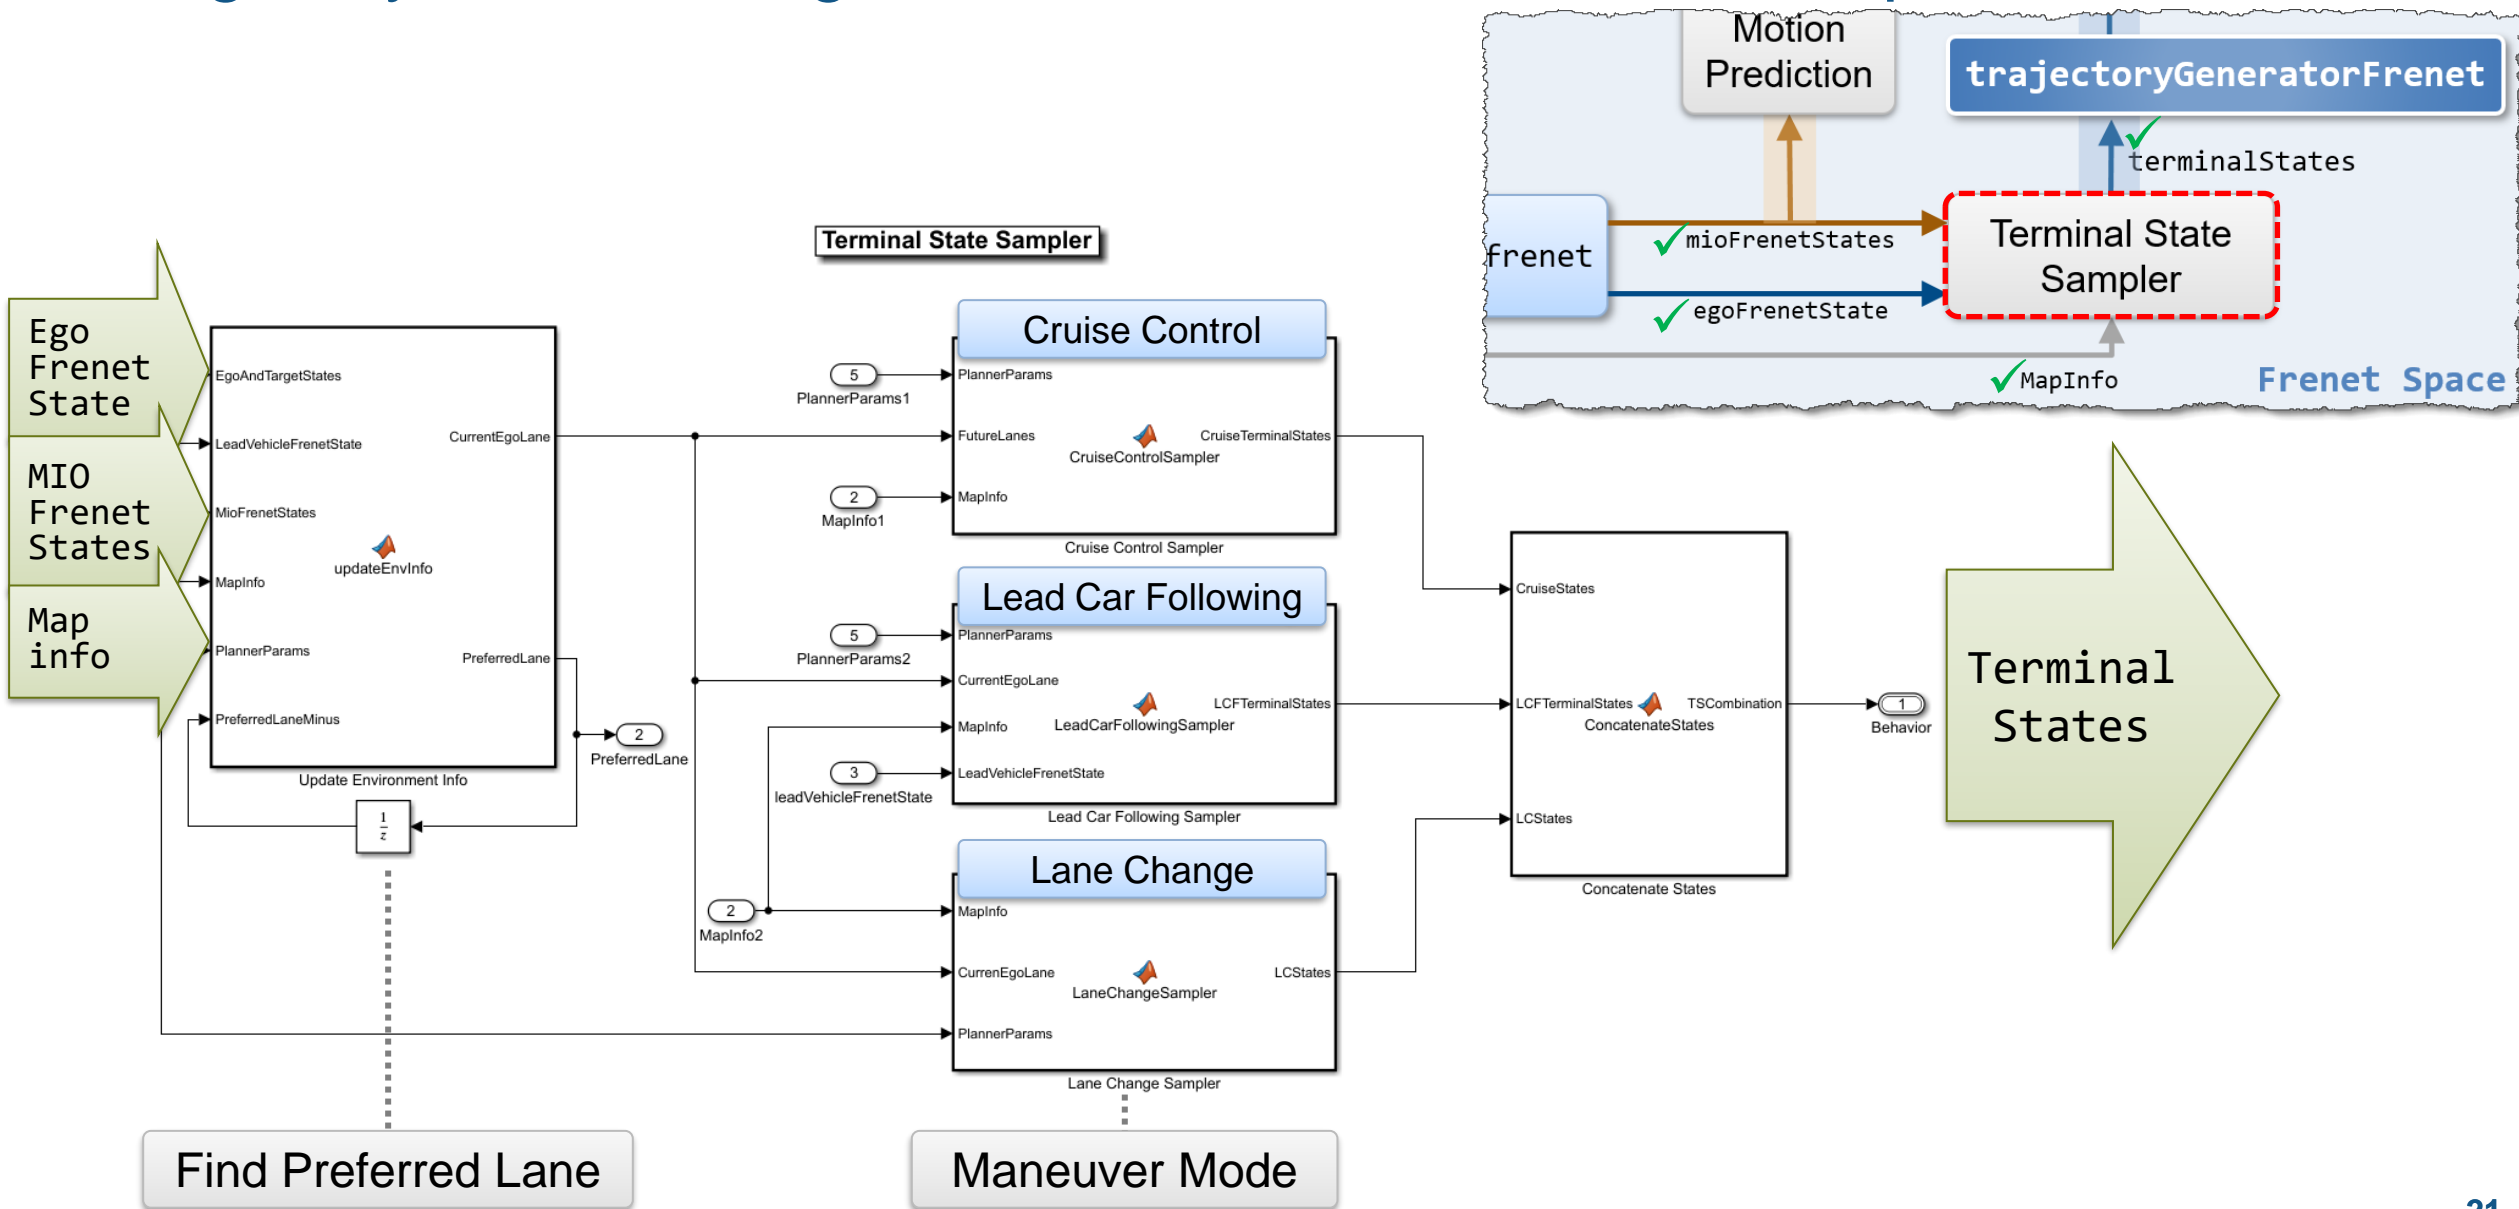 Motion
Prediction
trajectoryGeneratorFrenet
terminalStates
frenet
mioFrenetStates
egoFrenetState
Terminal State
Sampler
MapInfo
Frenet Space
Terminal State Sampler
Ego
Frenet
State
MIO
Frenet
States
Map
info
EgoAndTargetStates
LeadVehicleFrenetState
MioFrenetStates
MapInfo
PlannerParams
PreferredLaneMinus
CurrentEgoLane
PreferredLane
updateEnvInfo
Update Environment Info
1
z
2
PreferredLane
Cruise Control
5
PlannerParams1
2
MapInfo1
PlannerParams
FutureLanes
MapInfo
CruiseControlSampler
CruiseTerminalStates
Cruise Control Sampler
Lead Car Following
5
PlannerParams2
3
leadVehicleFrenetState
PlannerParams
CurrentEgoLane
MapInfo
LeadVehicleFrenetState
LeadCarFollowingSampler
LCFTerminalStates
Lead Car Following Sampler
Lane Change
2
MapInfo2
MapInfo
CurrenEgoLane
PlannerParams
LaneChangeSampler
LCStates
Lane Change Sampler
CruiseStates
LCFTerminalStates
LCStates
ConcatenateStates
TSCombination
Concatenate States
1
Behavior
Terminal
States
Find Preferred Lane
Maneuver Mode